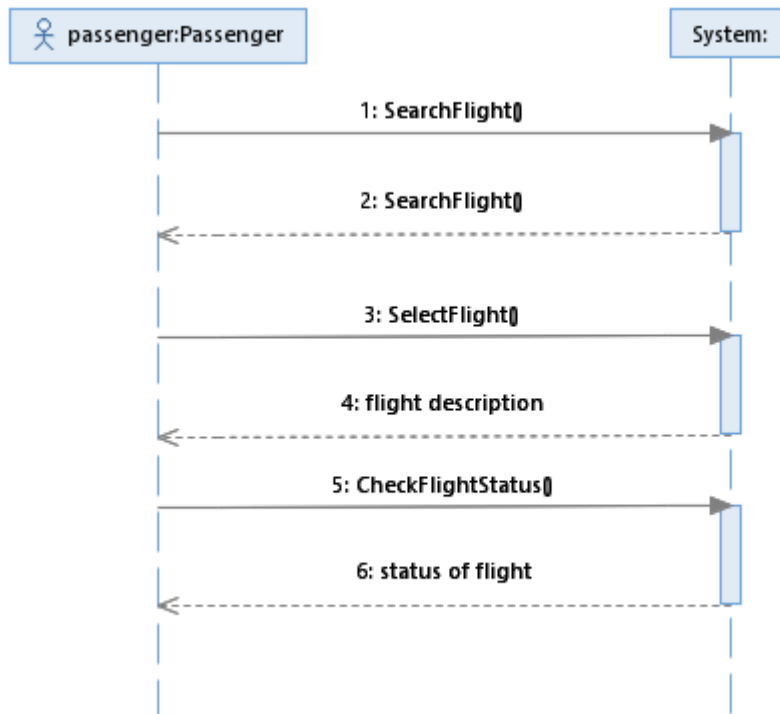 passenger:Passenger
System:
1: SearchFlight()
2: SearchFlight()
3: SelectFlight()
4: flight description
5: CheckFlightStatus()
6: status of flight